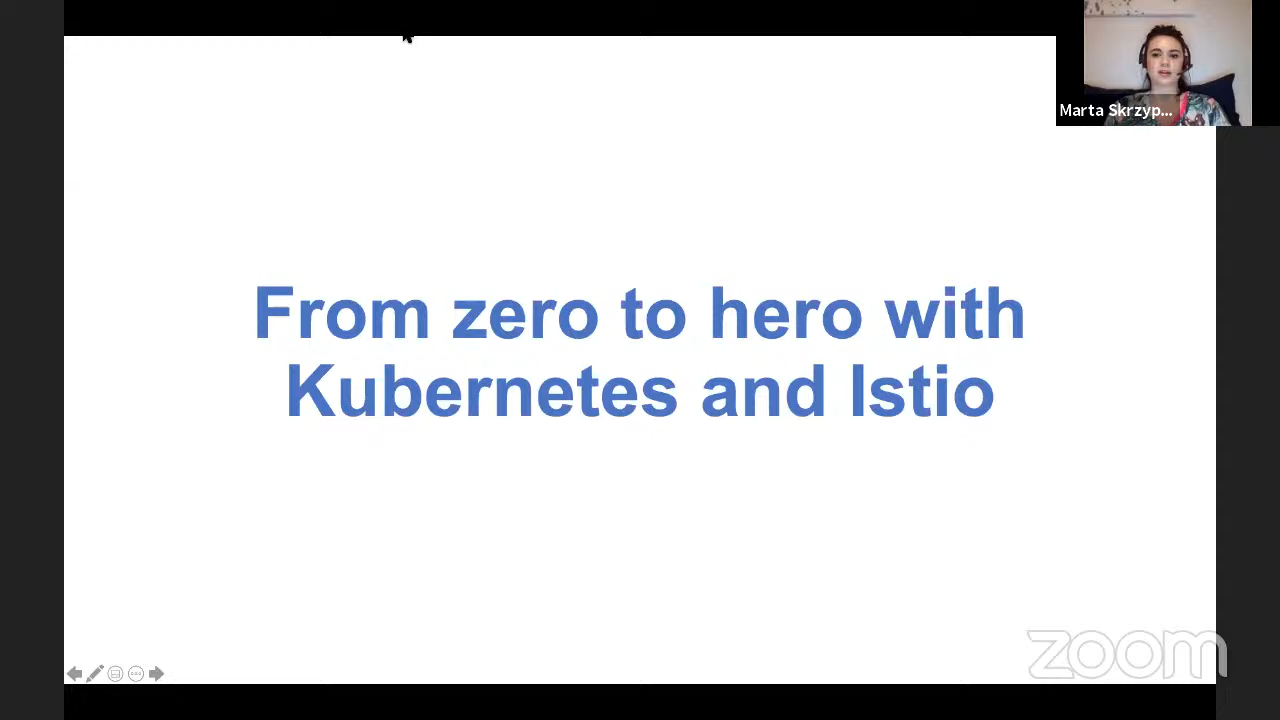 Marta Skrzyp...
From zero to hero with
Kubernetes and Istio
zoom